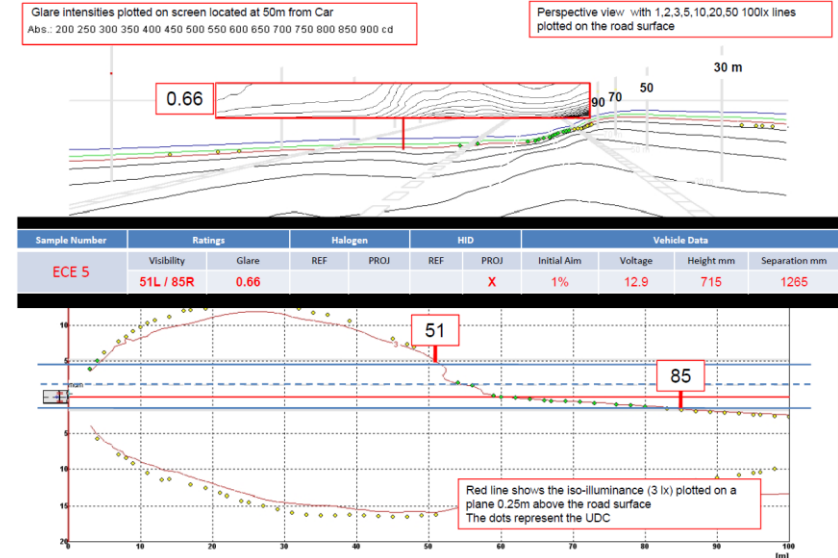 Glare intensities plotted on screen located at 50m from Car
Abs.: 200 250 300 350 400 450 500 550 600 650 700 750 800 850 900 cd
Perspective view with 1,2,3,5,10,20,50 100lx lines
plotted on the road surface
0.66
90 70 50 30 m
Sample Number Ratings Halogen HID Vehicle Data
Visibility Glare REF PROJ REF PROJ Initial Aim Voltage Height mm Separation mm
ECE 5 51L / 85R 0.66 X 1% 12.9 715 1265
10
51
3
5
85
5
10
Red line shows the iso-illuminance (3 lx) plotted on a
plane 0.25m above the road surface
The dots represent the UDC
15
20
0 10 20 30 40 50 60 70 80 90 100
[m]